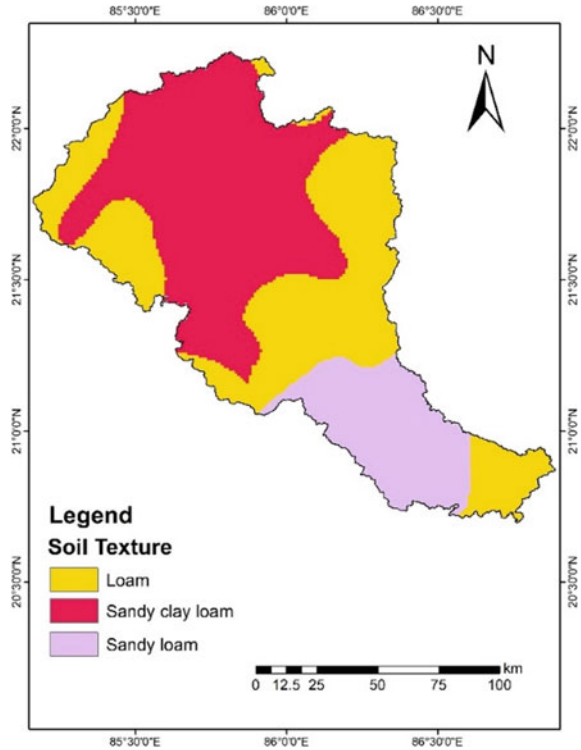 85°30'0"E 86°0'0"E 86°30'0"E
N
22°0'0"N 22°0'0"N
21°30'0"N 21°30'0"N
21°0'0"N 21°0'0"N
20°30'0"N 20°30'0"N
Legend
Soil Texture
Loam
Sandy clay loam
Sandy loam
km
0 12.5 25 50 75 100
85°30'0"E 86°0'0"E 86°30'0"E